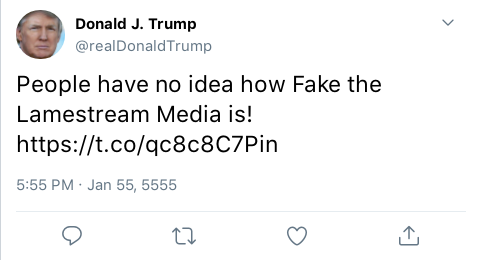 Donald J. Trump
@realDonaldTrump
People have no idea how Fake the
Lamestream Media is!
https://t.co/qc8c8C7Pin
5:55 PM · Jan 55, 5555